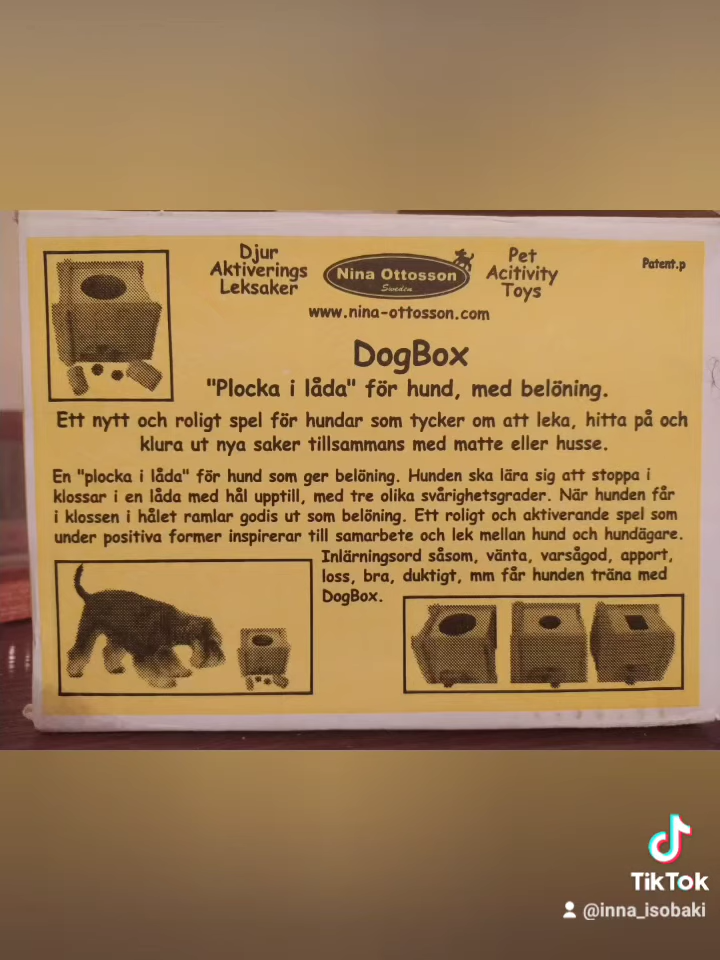 Djur
Aktiverings
Leksaker
Nina Ottosson
Sweden
Pet
Acitivity
Toys
Patent.p
www.nina-ottosson.com
DogBox
"Plocka i låda" för hund, med belöning.
Ett nytt och roligt spel för hundar som tycker om att leka, hitta på och
klura ut nya saker tillsammans med matte eller husse.
En "plocka i låda" för hund som ger belöning. Hunden ska lära sig att stoppa i
klossar i en låda med hål upptill, med tre olika svårighetsgrader. När hunden får
i klossen i hålet ramlar godis ut som belöning. Ett roligt och aktiverande spel som
under positiva former inspirerar till samarbete och lek mellan hund och hundägare.
Inlärningsord såsom, vänta, varsågod, apport,
loss, bra, duktigt, mm får hunden träna med
DogBox.
TikTok
@inna_isobaki